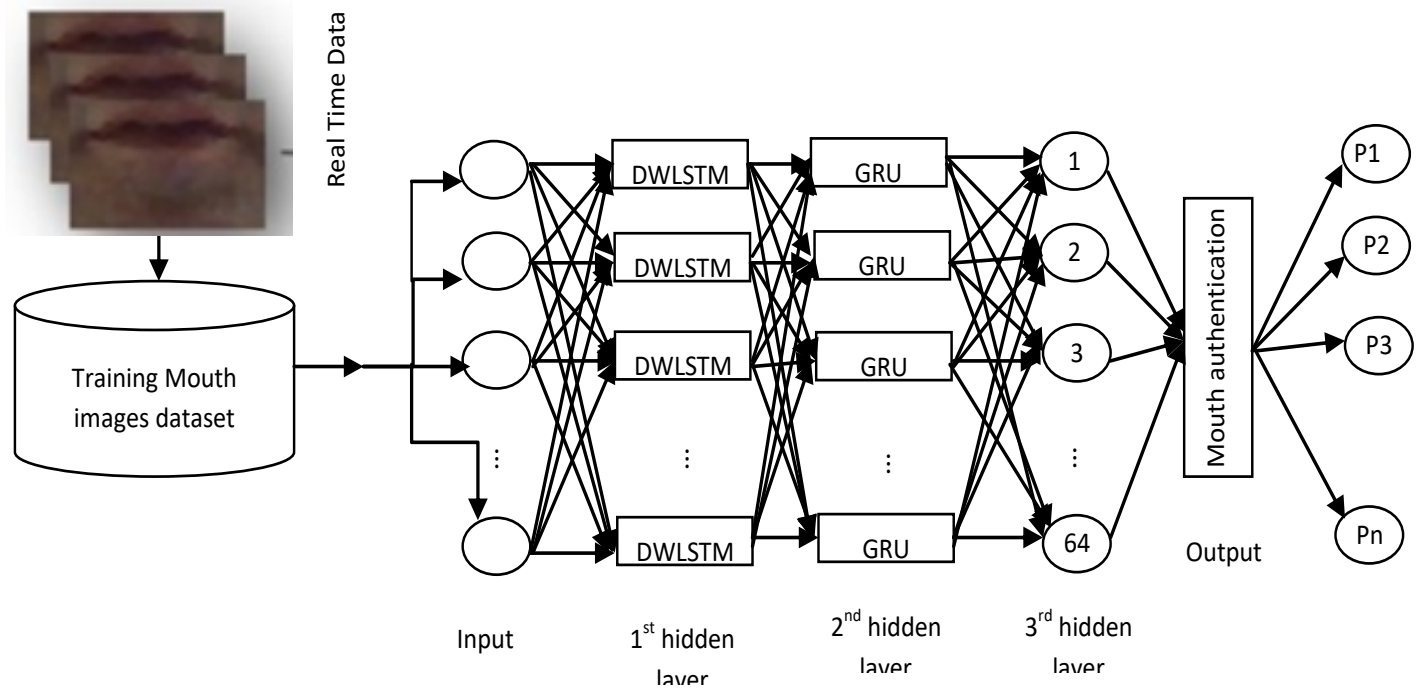 Real Time Data
Training Mouth
images dataset
DWLSTM
DWLSTM
DWLSTM
⋮
DWLSTM
GRU
GRU
GRU
⋮
GRU
1
2
3
⋮
64
Mouth authentication
P1
P2
P3
Pn
⋮
Input
1st hidden
layer
2nd hidden
layer
3rd hidden
layer
Output